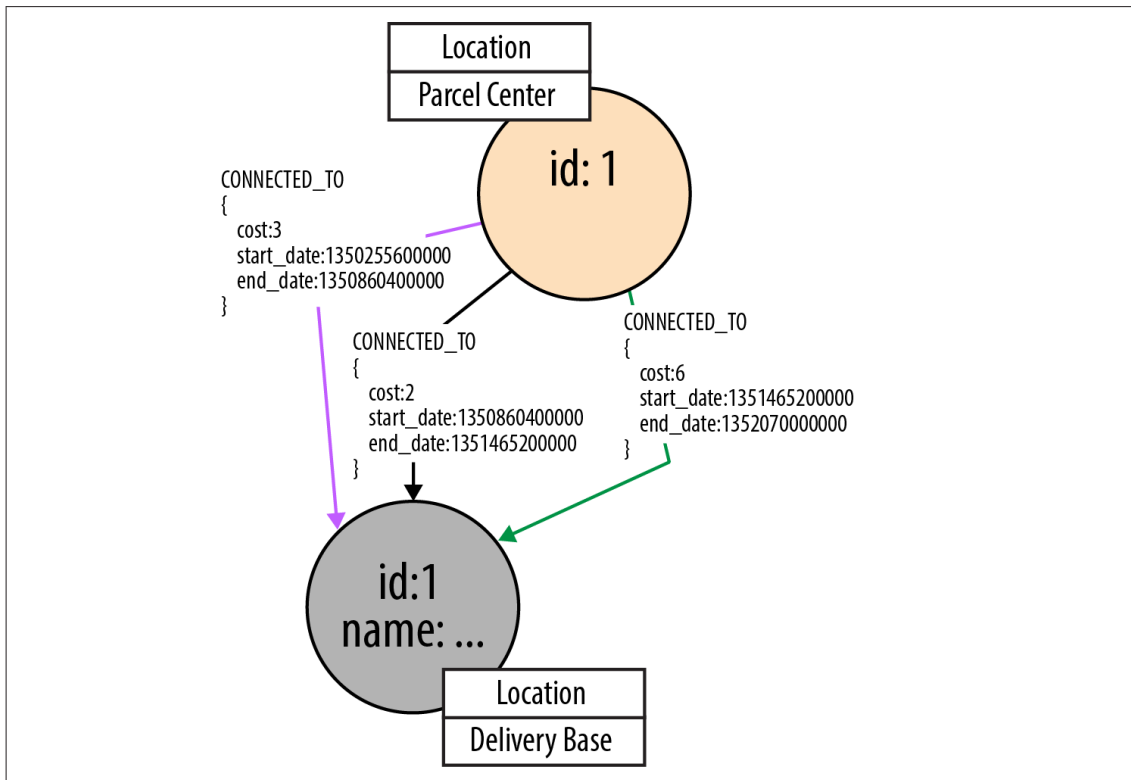 Location
Parcel Center
id: 1
CONNECTED_TO
{
cost:3
start_date:1350255600000
end_date:1350860400000
}
CONNECTED_TO
{
cost:2
start_date:1350860400000
end_date:1351465200000
}
CONNECTED_TO
{
cost:6
start_date:1351465200000
end_date:1352070000000
}
id:1
name: ...
Location
Delivery Base